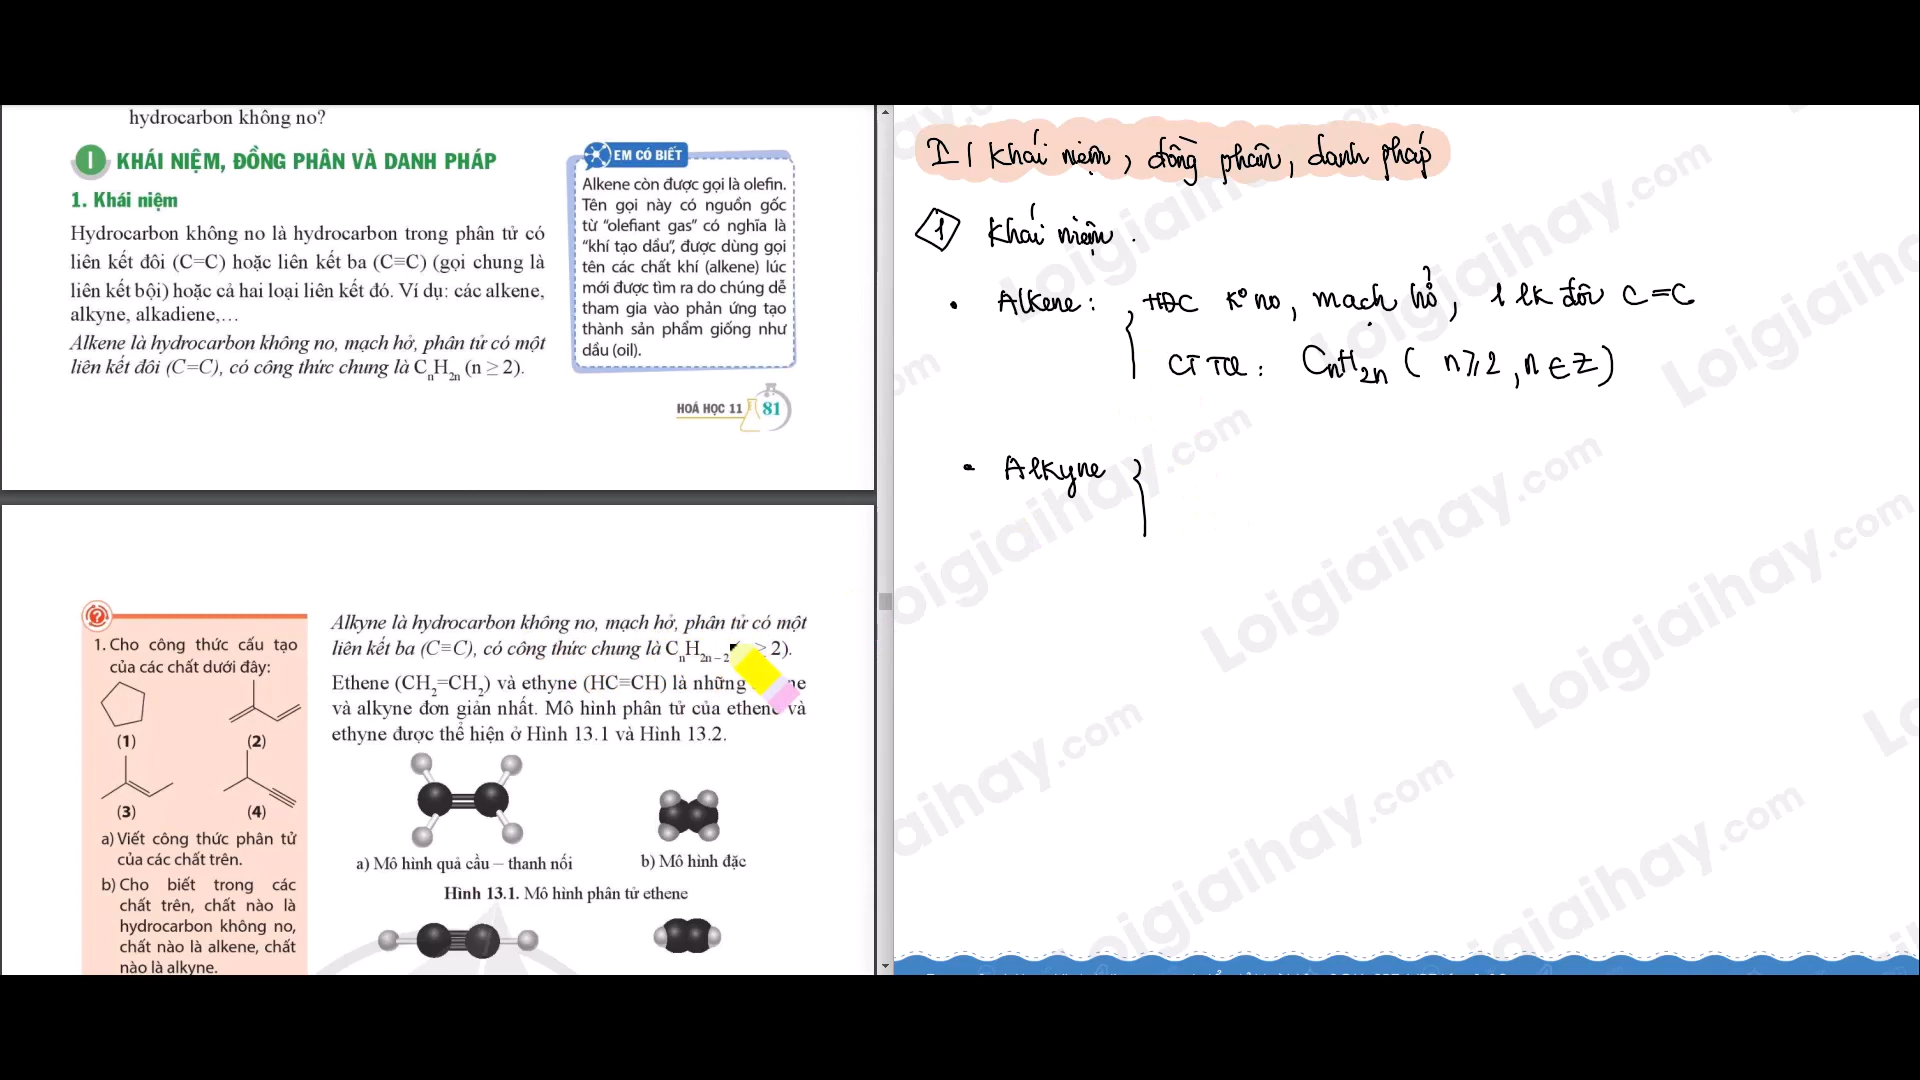 hydrocarbon không no?
I KHÁI NIỆM, ĐỒNG PHÂN VÀ DANH PHÁP
1. Khái niệm
Hydrocarbon không no là hydrocarbon trong phân tử có
liên kết đôi (C=C) hoặc liên kết ba (C≡C) (gọi chung là
liên kết bội) hoặc cả hai loại liên kết đó. Ví dụ: các alkene,
alkyne, alkadiene,…
Alkene là hydrocarbon không no, mạch hở, phân tử có một
liên kết đôi (C=C), có công thức chung là CnH2n (n ≥ 2).
EM CÓ BIẾT
Alkene còn được gọi là olefin.
Tên gọi này có nguồn gốc
từ “olefiant gas” có nghĩa là
“khí tạo dầu”, được dùng gọi
tên các chất khí (alkene) lúc
mới được tìm ra do chúng dễ
tham gia vào phản ứng tạo
thành sản phẩm giống như
dầu (oil).
HOÁ HỌC 11 81
?
1. Cho công thức cấu tạo
của các chất dưới đây:
(1) (2)
(3) (4)
a) Viết công thức phân tử
của các chất trên.
b) Cho biết trong các
chất trên, chất nào là
hydrocarbon không no,
chất nào là alkene, chất
nào là alkyne.
Alkyne là hydrocarbon không no, mạch hở, phân tử có một
liên kết ba (C≡C), có công thức chung là CnH2n–2 ≥ 2).
Ethene (CH2=CH2) và ethyne (HC≡CH) là những ne
và alkyne đơn giản nhất. Mô hình phân tử của ethene và
ethyne được thể hiện ở Hình 13.1 và Hình 13.2.
a) Mô hình quả cầu – thanh nối
b) Mô hình đặc
Hình 13.1. Mô hình phân tử ethene
I/ Khái niệm, đồng phân, danh pháp
1 Khái niệm.
• Alkene: HĐC k° no, mạch hở, 1 lk đôi C=C
CTTQ: CnH2n (n ≥ 2, n ∈ Z)
• Alkyne
Loigiaihay.com